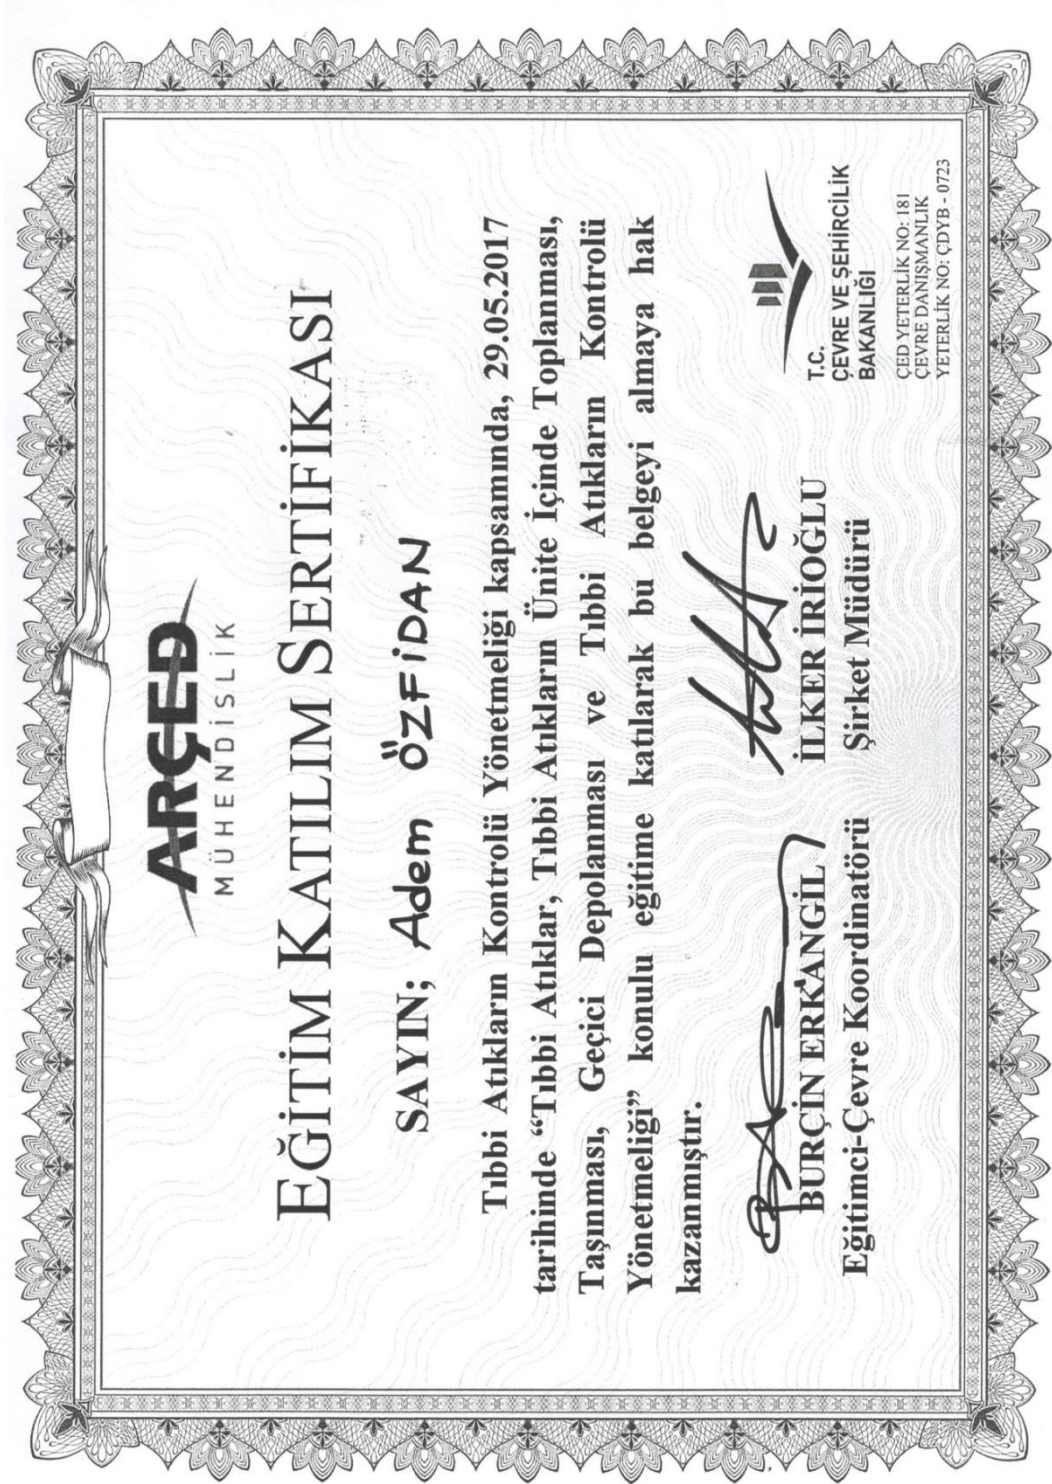 ARÇED
MÜHENDİSLİK
EĞİTİM KATILIM SERTİFİKASI
SAYIN; Adem ÖZFİDAN
Tıbbi Atıkların Kontrolü Yönetmeliği kapsamında, 29.05.2017
tarihinde “Tıbbi Atıklar, Tıbbi Atıkların Ünite İçinde Toplanması,
Taşınması, Geçici Depolanması ve Tıbbi Atıkların Kontrolü
Yönetmeliği” konulu eğitime katılarak bu belgeyi almaya hak
kazanmıştır.
BURÇİN ERKANGİL
Eğitimci-Çevre Koordinatörü
İLKER İRİOĞLU
Şirket Müdürü
T.C.
ÇEVRE VE ŞEHİRCİLİK
BAKANLIĞI
ÇED YETERLİK NO: 181
ÇEVRE DANIŞMANLIK
YETERLİK NO: ÇDYB - 0723